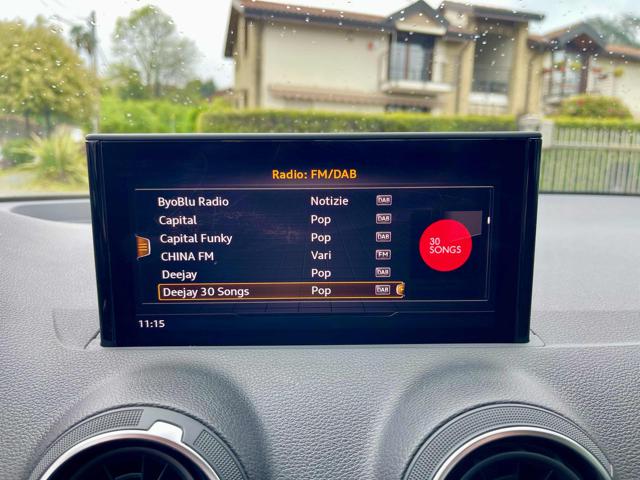 Radio: FM/DAB
ByoBlu Radio Notizie DAB
Capital Pop DAB
Capital Funky Pop DAB
CHINA FM Vari FM
Deejay Pop DAB
Deejay 30 Songs Pop DAB
30
SONGS
11:15